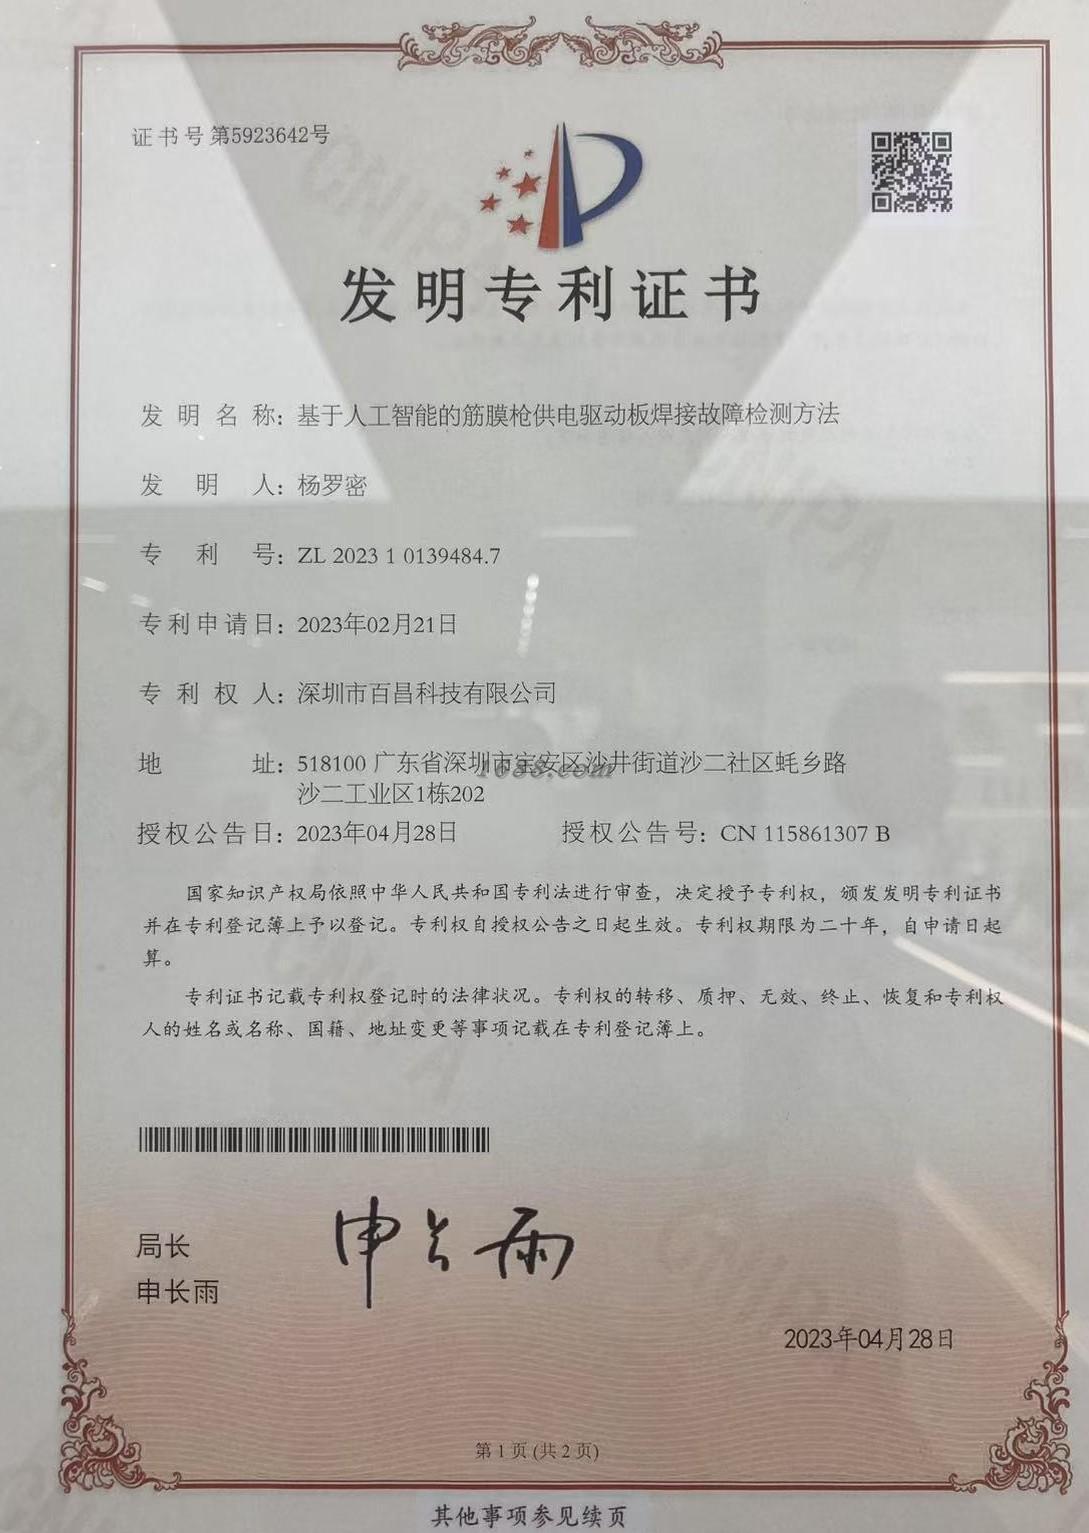 证书号第5923642号
发明专利证书
发明名称：基于人工智能的筋膜枪供电驱动板焊接故障检测方法
发明人：杨罗密
专利号：ZL 2023 1 0139484.7
专利申请日：2023年02月21日
专利权人：深圳市百昌科技有限公司
地址：518100 广东省深圳市宝安区沙井街道沙二社区蚝乡路
沙二工业区1栋202
1688.com
授权公告日：2023年04月28日 授权公告号：CN 115861307 B
国家知识产权局依照中华人民共和国专利法进行审查，决定授予专利权，颁发发明专利证书
并在专利登记簿上予以登记。专利权自授权公告之日起生效。专利权期限为二十年，自申请日起
算。
专利证书记载专利权登记时的法律状况。专利权的转移、质押、无效、终止、恢复和专利权
人的姓名或名称、国籍、地址变更等事项记载在专利登记簿上。
局长
申长雨
申长雨
2023年04月28日
第1页(共2页)
其他事项参见续页